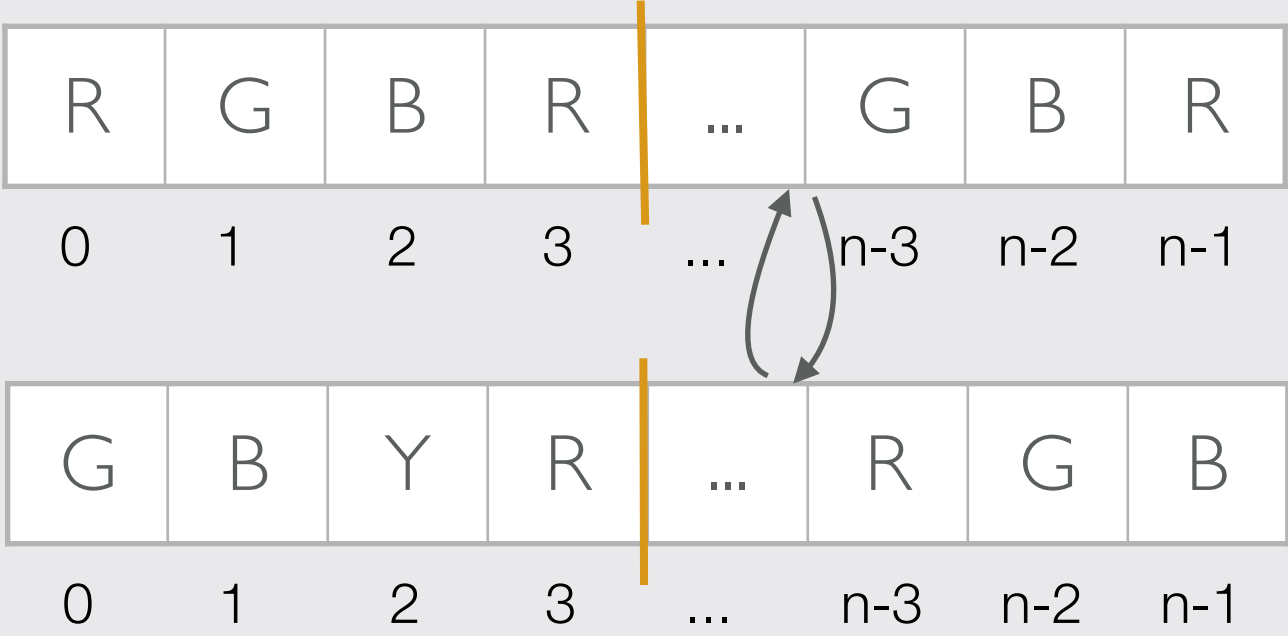 R G B R ... G B R
0 1 2 3 ... n-3 n-2 n-1
G B Y R ... R G B
0 1 2 3 ... n-3 n-2 n-1